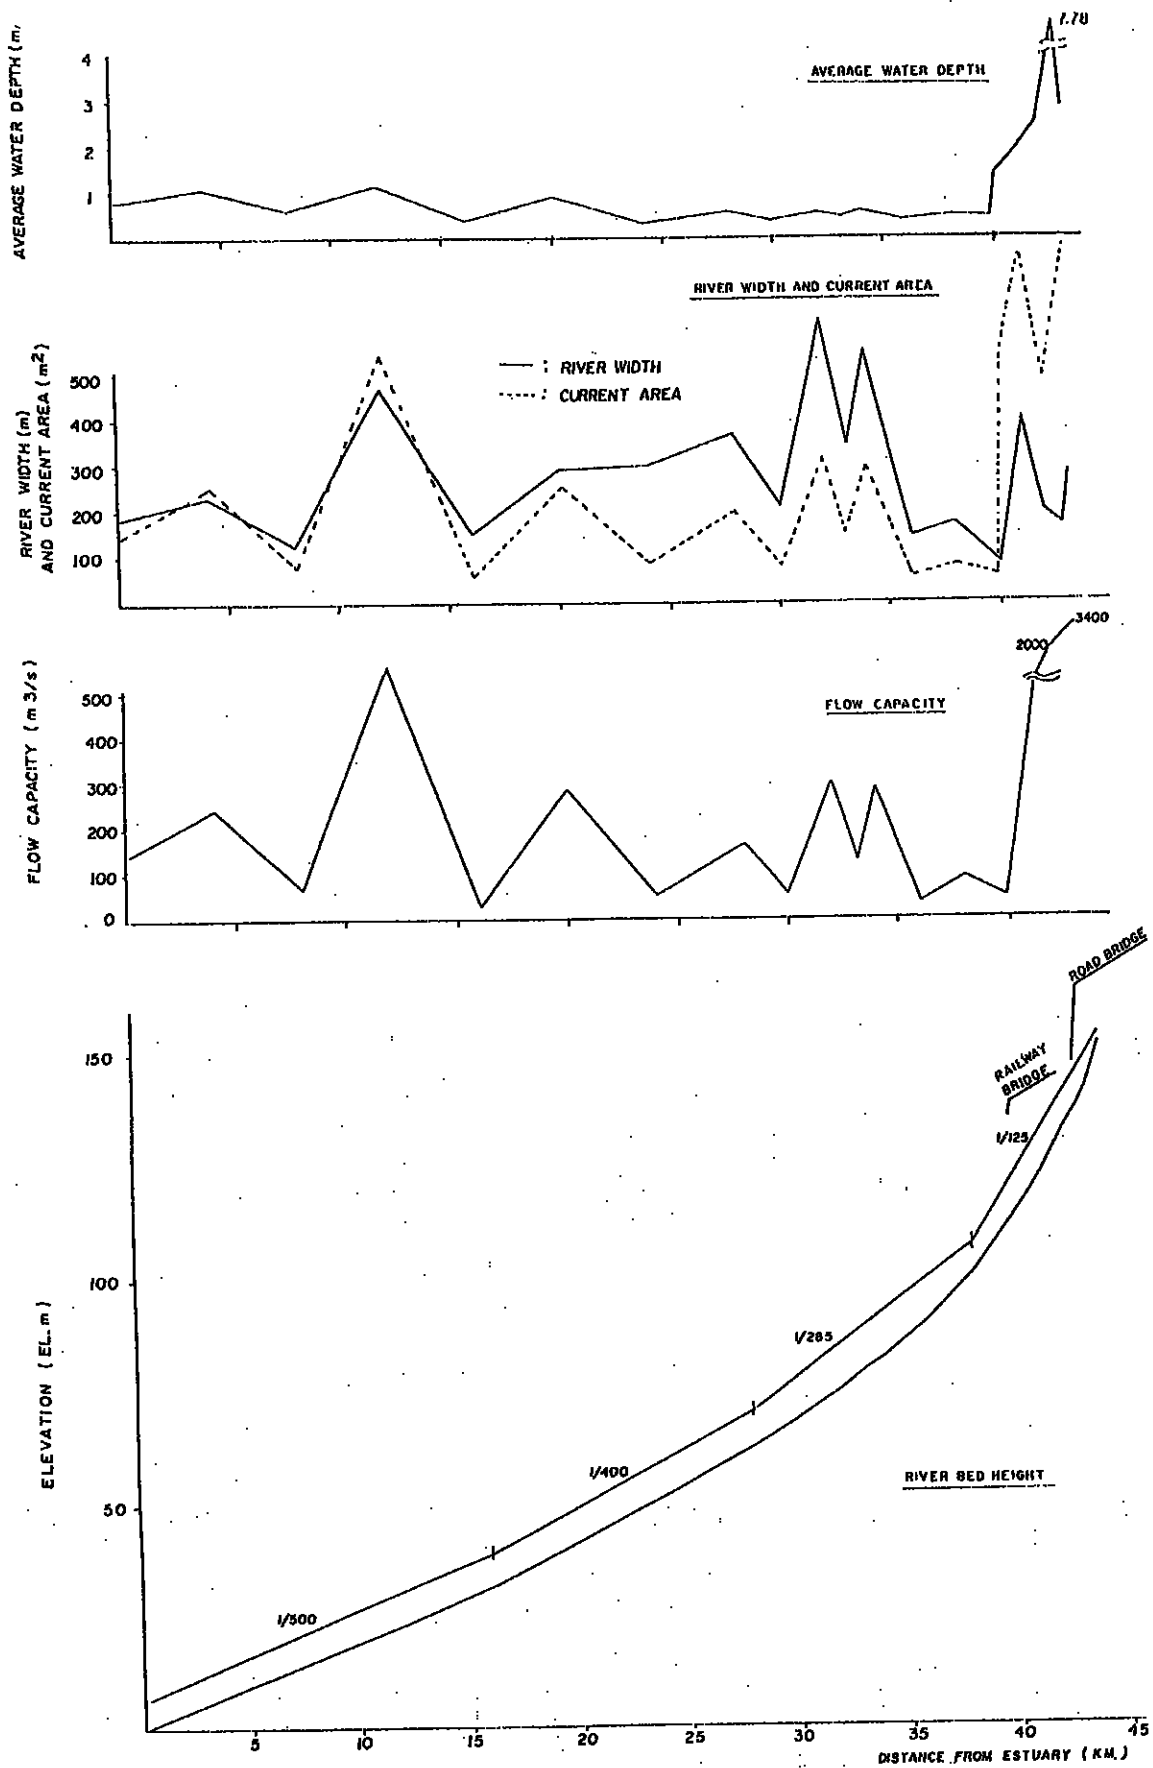 7.78
AVERAGE WATER DEPTH (m,
4
3
2
1
AVERAGE WATER DEPTH
RIVER WIDTH AND CURRENT AREA
RIVER WIDTH (m)
AND CURRENT AREA (m²)
500
400
300
200
100
: RIVER WIDTH
: CURRENT AREA
FLOW CAPACITY (m 3/s)
500
400
300
200
100
0
2000
3400
FLOW CAPACITY
ROAD BRIDGE
RAILWAY
BRIDGE
ELEVATION (EL. m)
150
100
50
1/125
1/285
1/400
1/500
RIVER BED HEIGHT
5
10
15
20
25
30
35
40
45
DISTANCE FROM ESTUARY (KM.)